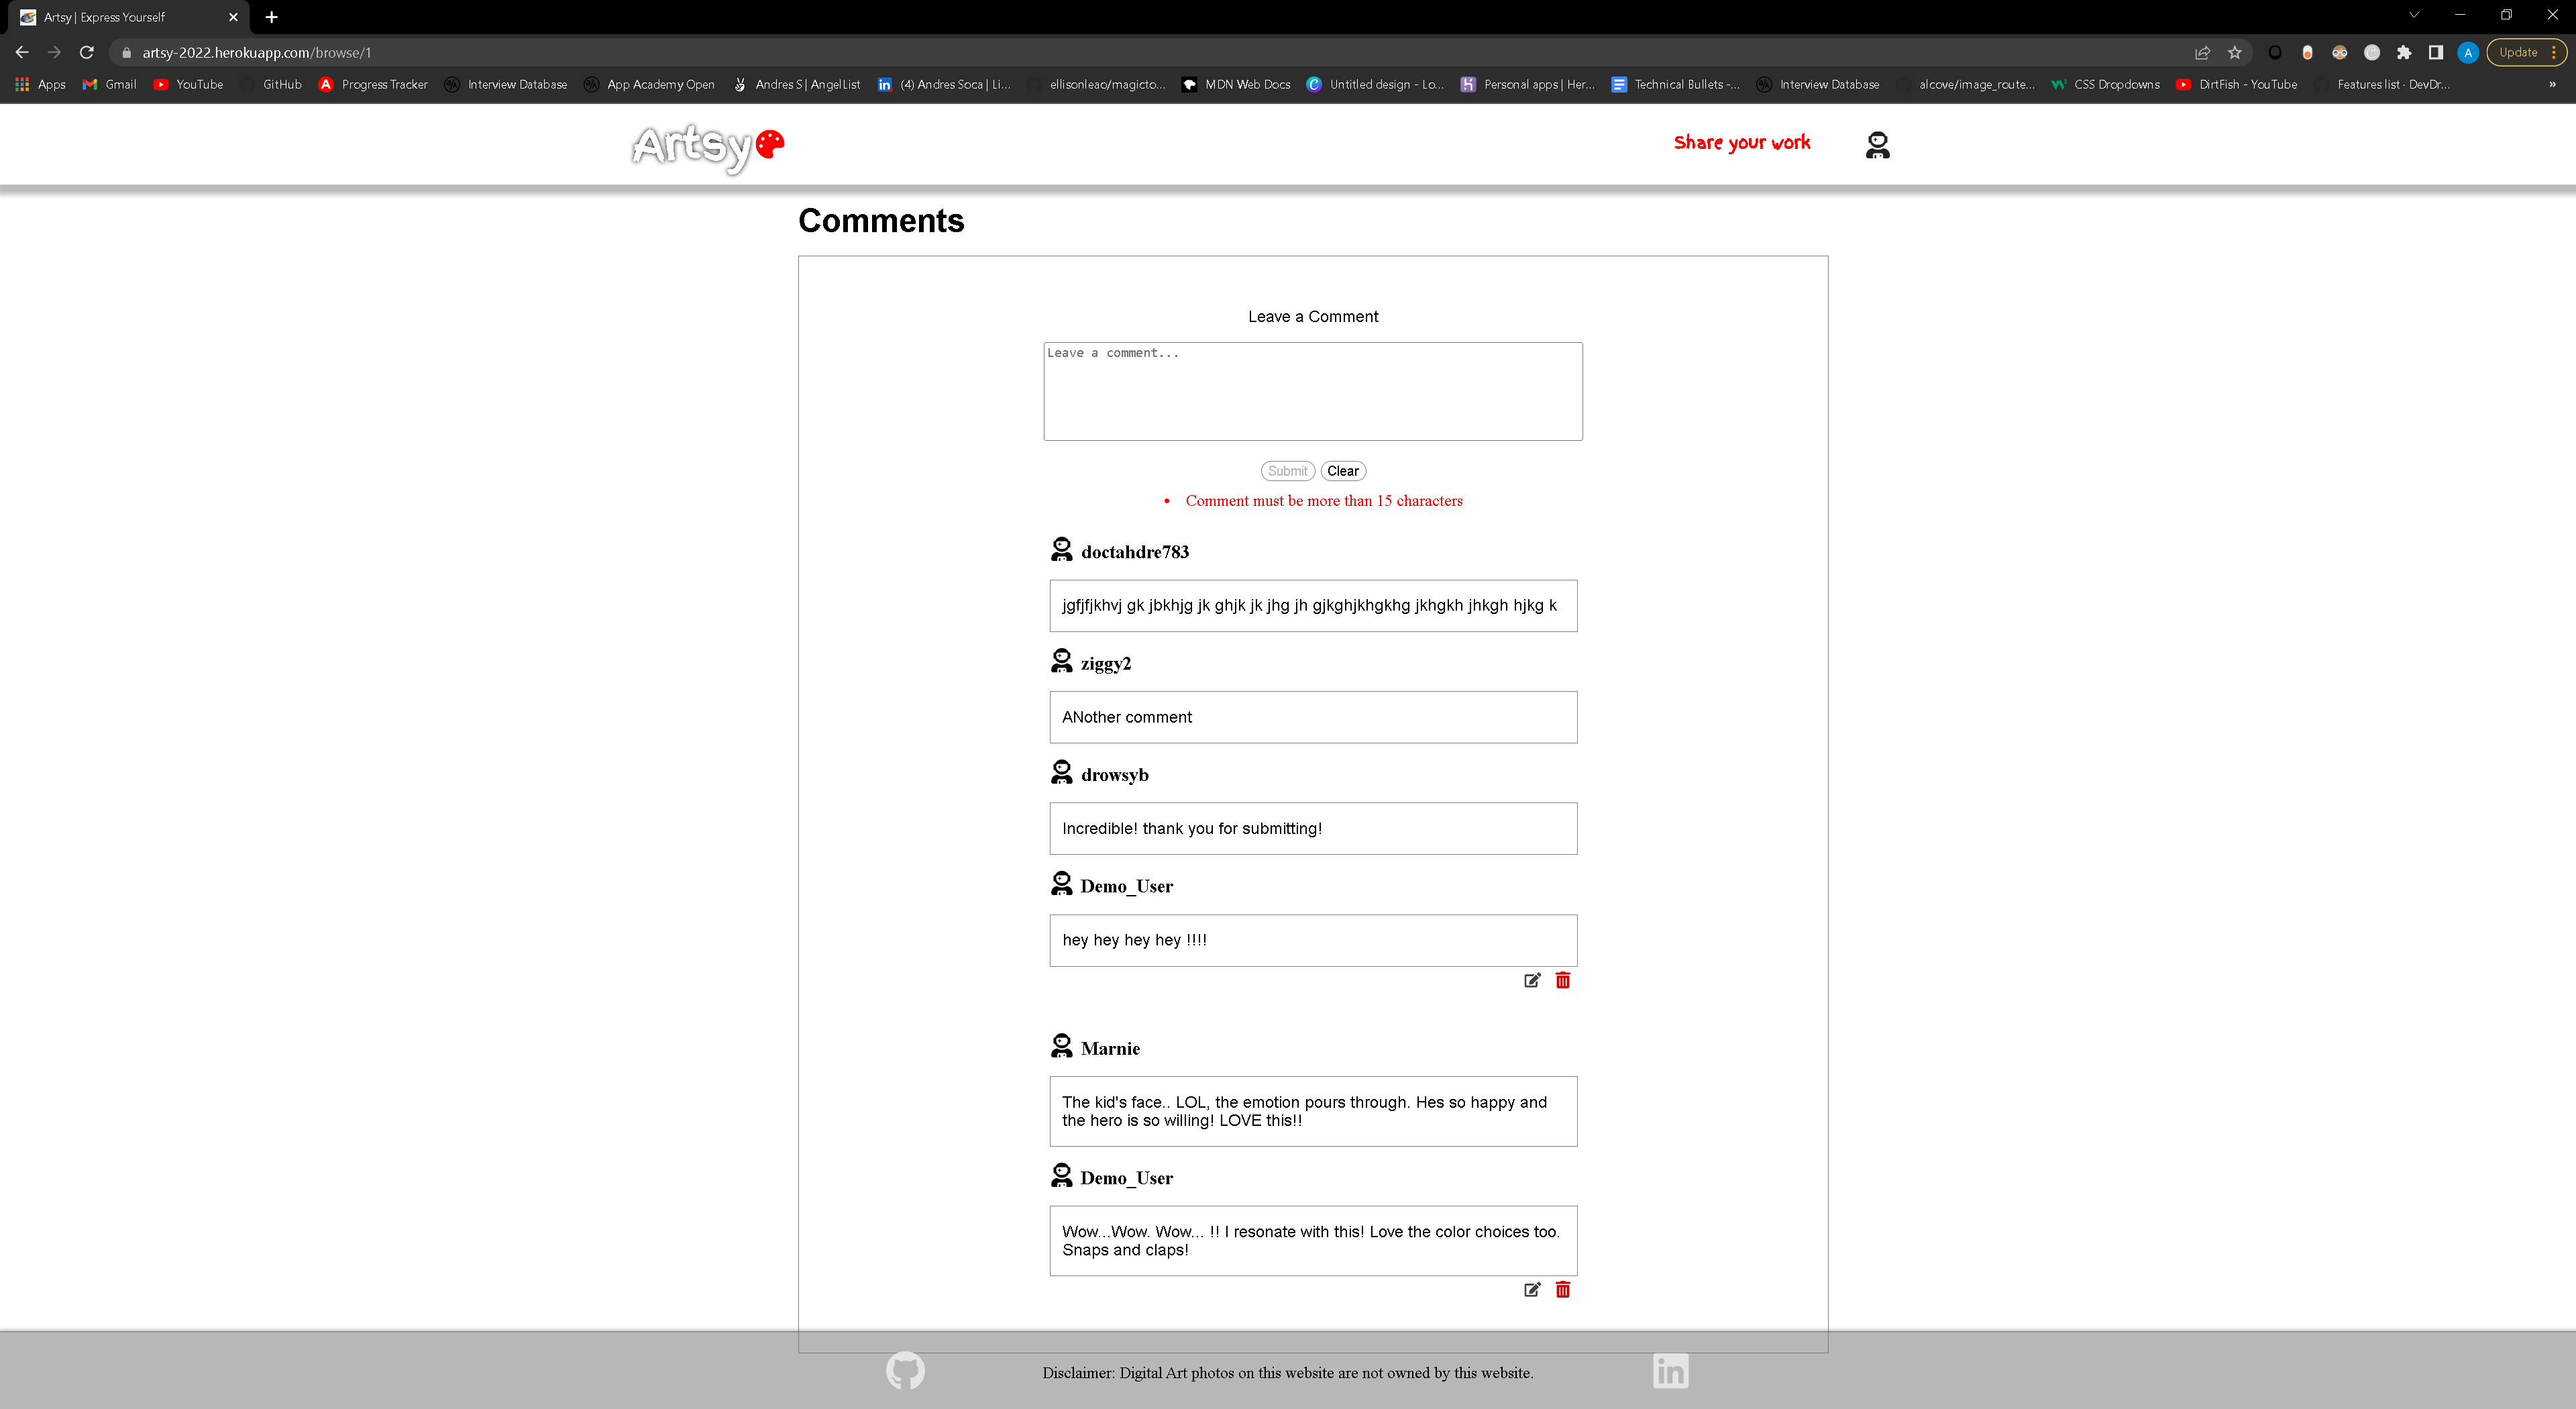 Artsy | Express Yourself
artsy-2022.herokuapp.com/browse/1
A
Update
Apps
Gmail
YouTube
GitHub
Progress Tracker
Interview Database
App Academy Open
Andres S | AngelList
(4) Andres Soca | Li...
ellisonleao/magicto...
MDN Web Docs
Untitled design - Lo...
Personal apps | Her...
Technical Bullets -...
Interview Database
alcove/image_route...
CSS Dropdowns
DirtFish - YouTube
Features list · DevDr...
»
Artsy
Share your work
Comments
Leave a Comment
Leave a comment...
Submit Clear
• Comment must be more than 15 characters
doctahdre783
jgfjfjkhvj gk jbkhjg jk ghjk jk jhg jh gjkghjkhgkhg jkhgkh jhkgh hjkg k
ziggy2
ANother comment
drowsyb
Incredible! thank you for submitting!
Demo_User
hey hey hey hey !!!!
Marnie
The kid's face.. LOL, the emotion pours through. Hes so happy and
the hero is so willing! LOVE this!!
Demo_User
Wow...Wow. Wow... !! I resonate with this! Love the color choices too.
Snaps and claps!
Disclaimer: Digital Art photos on this website are not owned by this website.
in